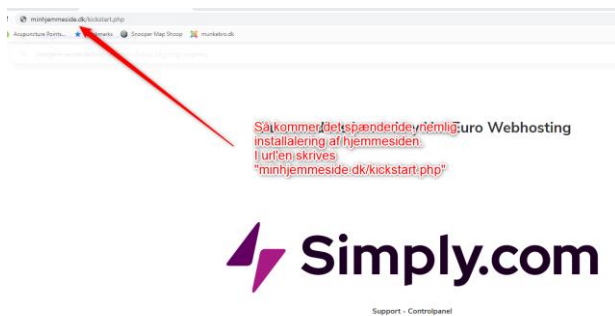 minhjemmeside.dk/kickstart.php
Acupuncture Points... Bookmarks Snooper Map Shoop munkebro.dk
Så kommer det spændende, nemlig
Euro Webhosting
installalering af hjemmesiden.
I url'en skrives
"minhjemmeside.dk/kickstart.php"
Simply.com
Support - Controlpanel